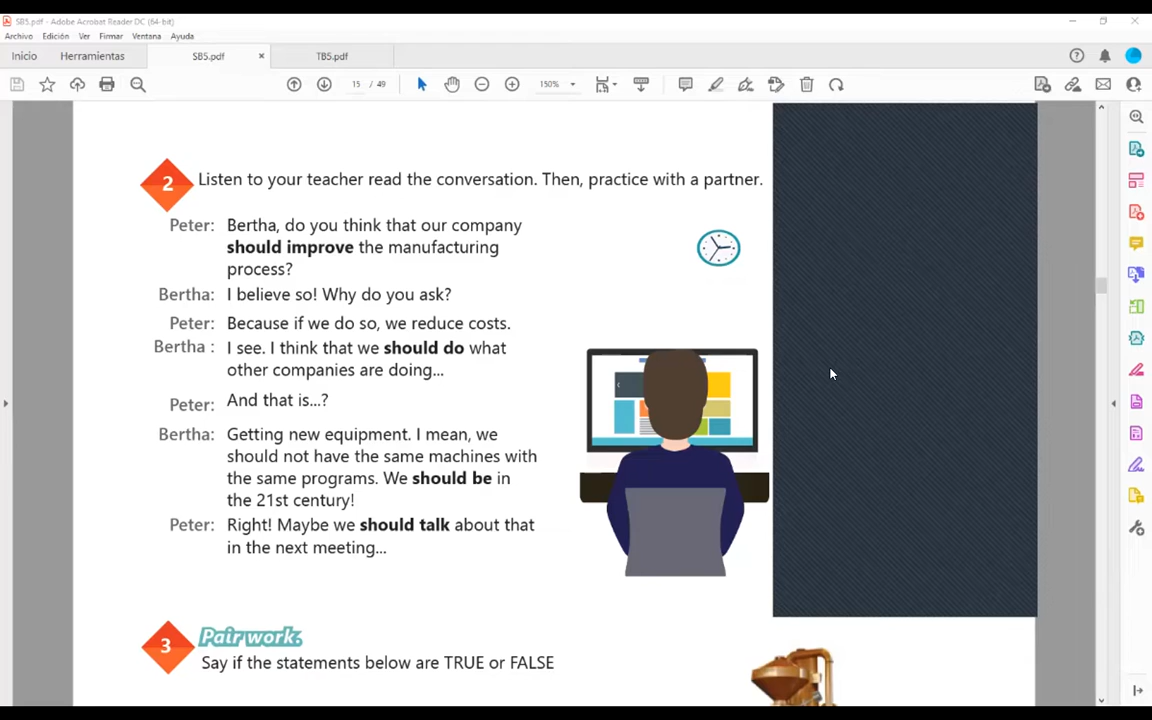 SB5.pdf - Adobe Acrobat Reader DC (64-bit)
Archivo Edición Ver Firmar Ventana Ayuda
Inicio Herramientas SB5.pdf × TB5.pdf
15 / 49 150%
2 Listen to your teacher read the conversation. Then, practice with a partner.
Peter: Bertha, do you think that our company
should improve the manufacturing
process?
Bertha: I believe so! Why do you ask?
Peter: Because if we do so, we reduce costs.
Bertha : I see. I think that we should do what
other companies are doing...
Peter: And that is...?
Bertha: Getting new equipment. I mean, we
should not have the same machines with
the same programs. We should be in
the 21st century!
Peter: Right! Maybe we should talk about that
in the next meeting...
3 Pair work.
Say if the statements below are TRUE or FALSE